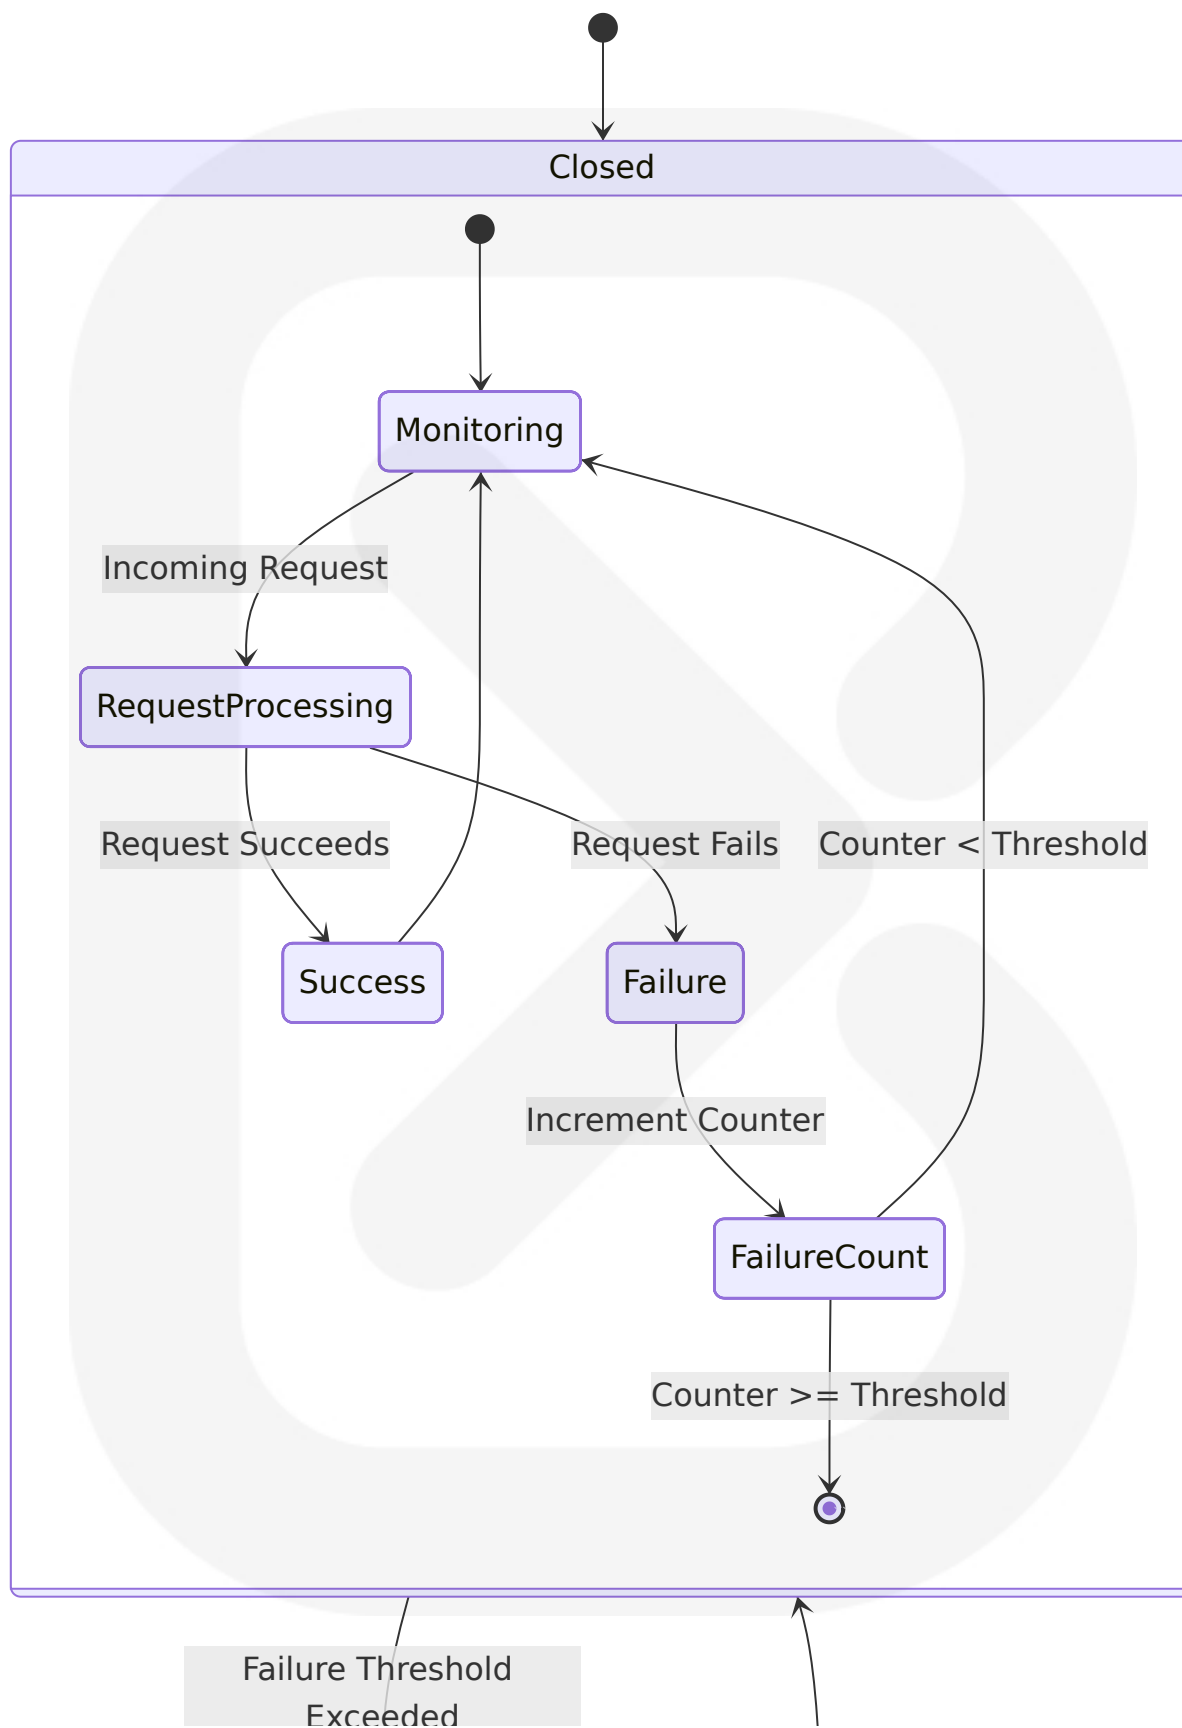 Closed
Monitoring
Incoming Request
RequestProcessing
Request Succeeds
Request Fails
Counter < Threshold
Success
Failure
Increment Counter
FailureCount
Counter >= Threshold
Failure Threshold
Exceeded